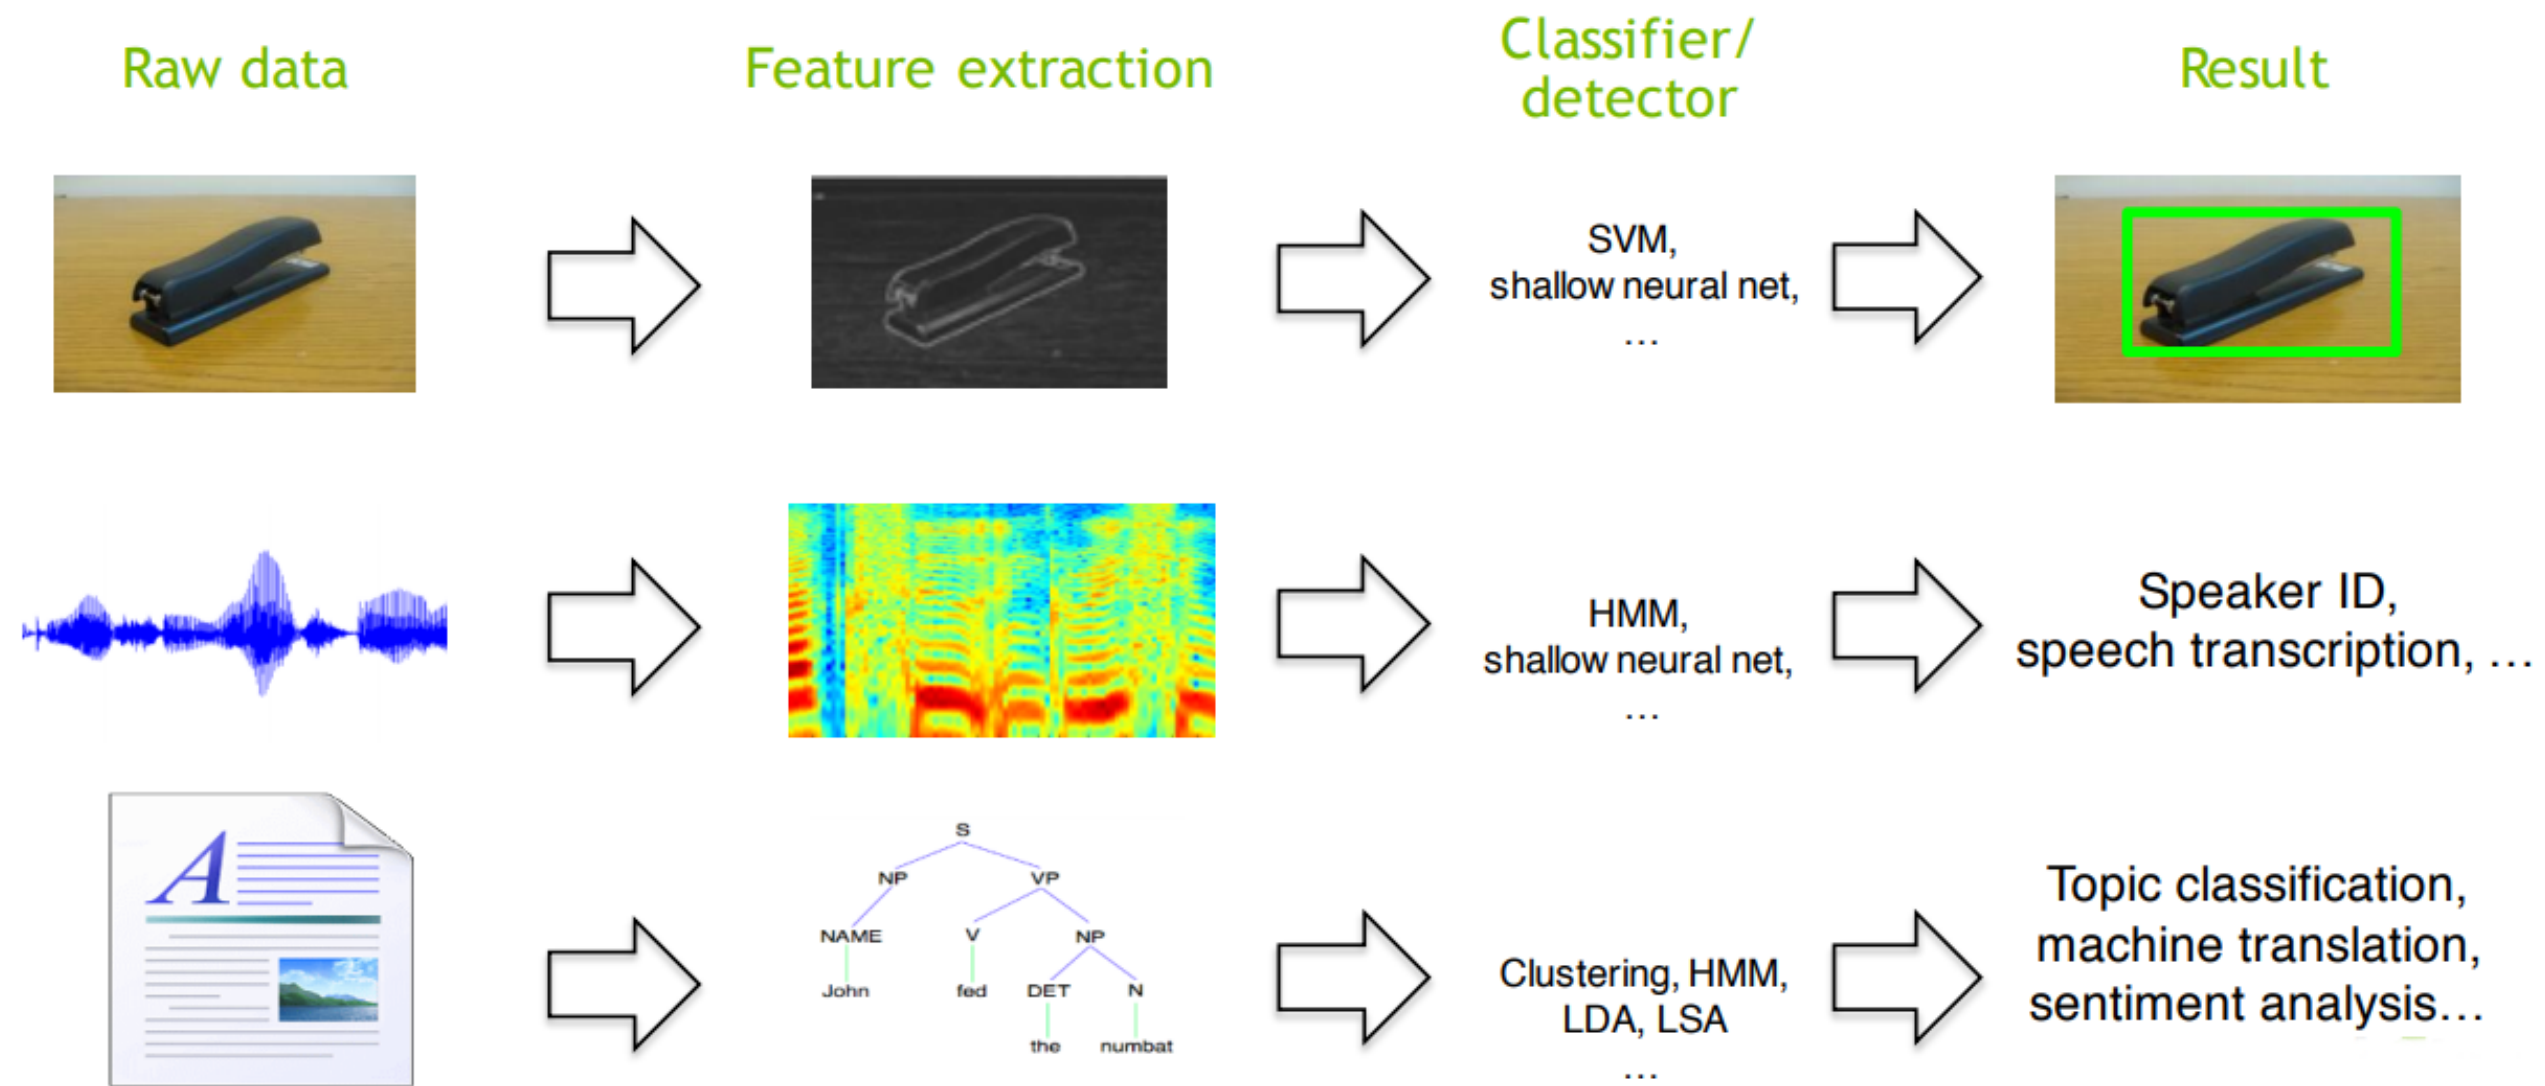 Raw data
Feature extraction
Classifier/
detector
Result
SVM,
shallow neural net,
...
HMM,
shallow neural net,
...
Speaker ID,
speech transcription, ...
S
NP VP
NAME V NP
John fed DET N
the numbat
A
Clustering, HMM,
LDA, LSA
...
Topic classification,
machine translation,
sentiment analysis...